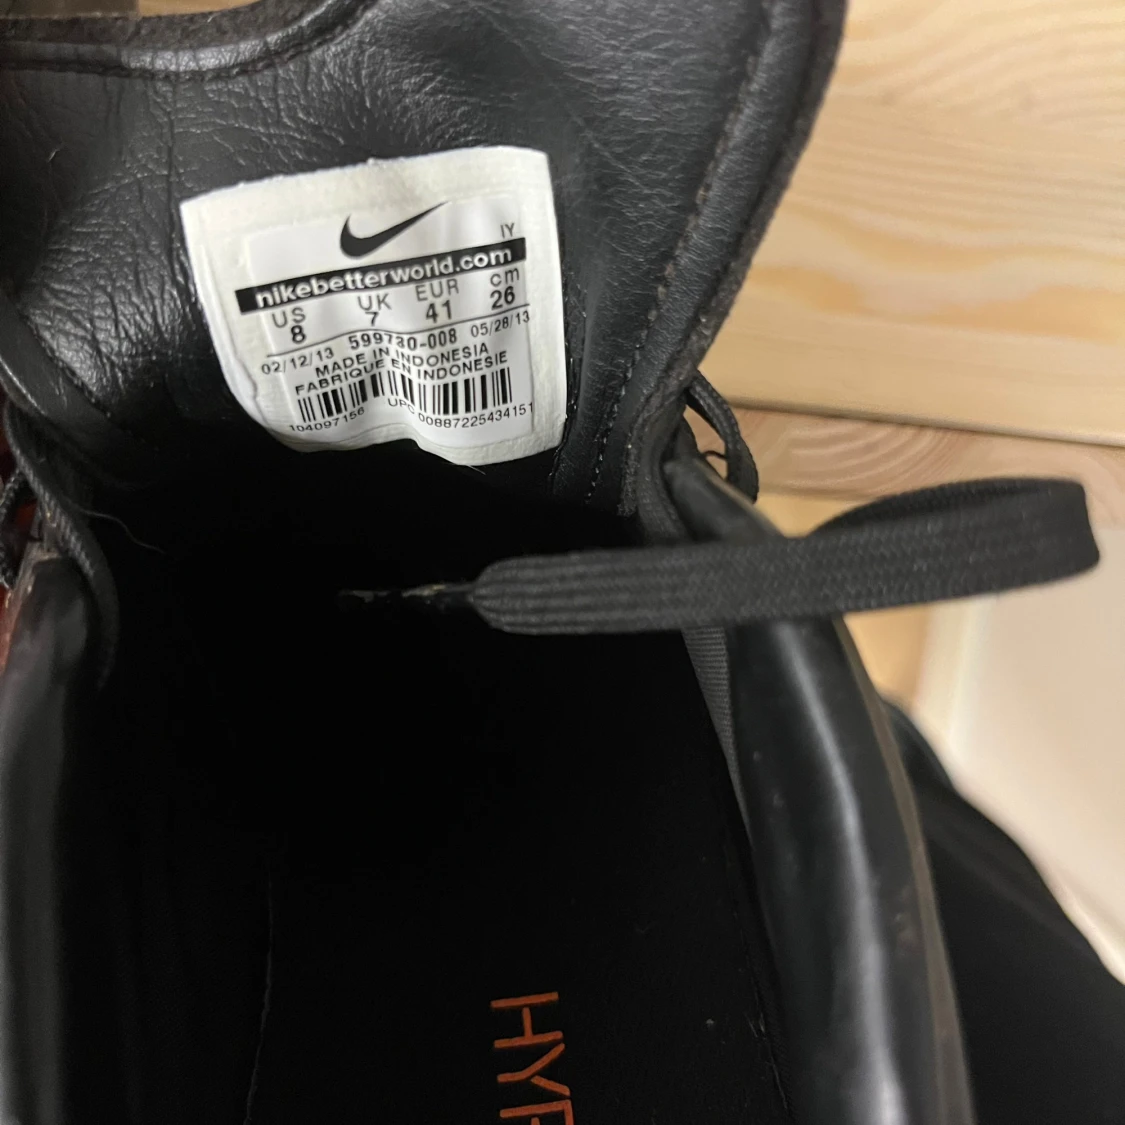 IY
nikebetterworld.com
US UK EUR cm
8 7 41 26
02/12/13 599730-008 05/28/13
MADE IN INDONESIA
FABRIQUE EN INDONESIE
104097156 UPC 00887225434151
HYP